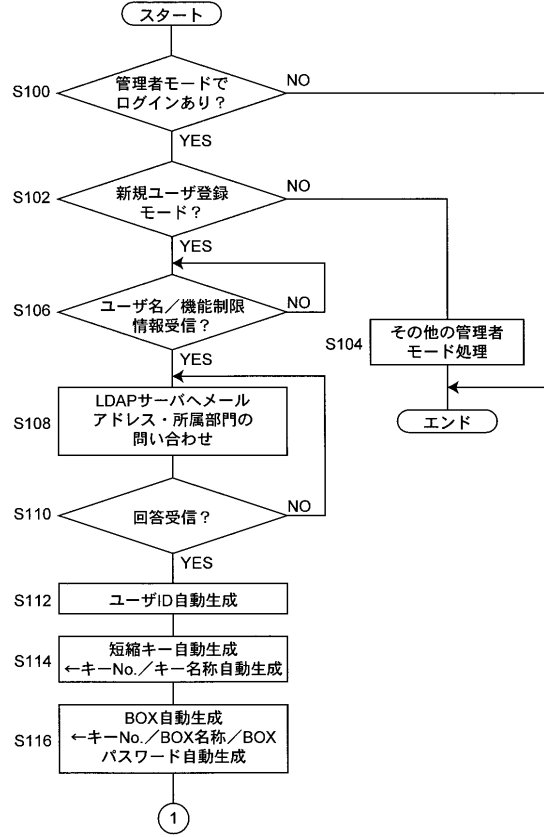 スタート
S100
管理者モードで
ログインあり？
NO
YES
S102
新規ユーザ登録
モード？
NO
YES
S106
ユーザ名／機能制限
情報受信？
NO
YES
S104
その他の管理者
モード処理
エンド
S108
LDAPサーバへメール
アドレス・所属部門の
問い合わせ
S110
回答受信？
NO
YES
S112
ユーザID自動生成
S114
短縮キー自動生成
←キーNo.／キー名称自動生成
S116
BOX自動生成
←キーNo.／BOX名称／BOX
パスワード自動生成
1